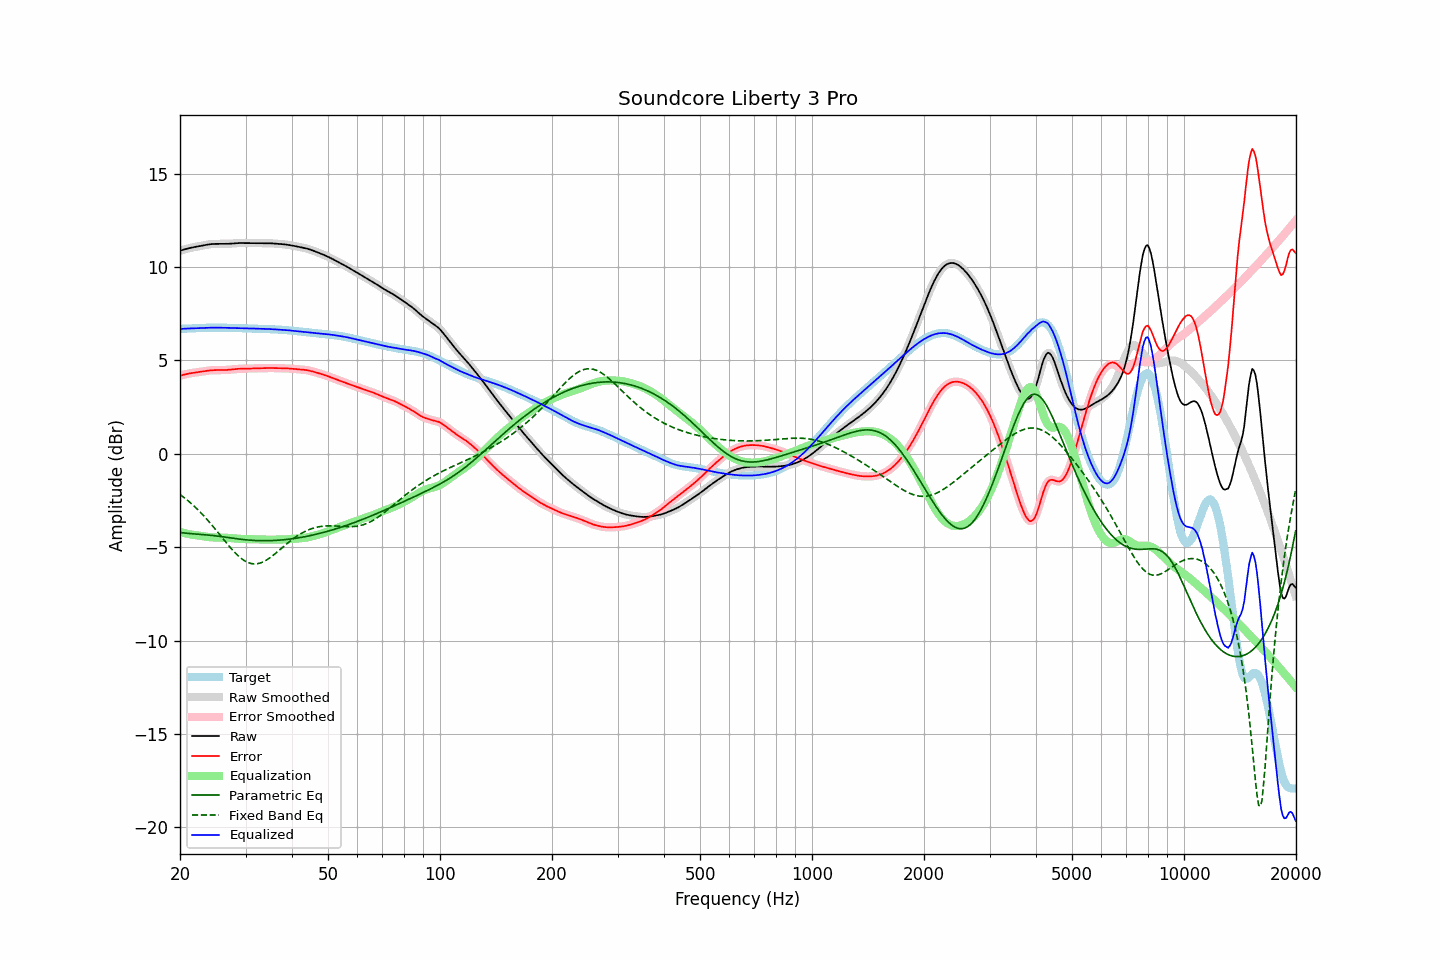 Soundcore Liberty 3 Pro
Amplitude (dBr)
15
10
5
0
−5
−10
−15
−20
Target
Raw Smoothed
Error Smoothed
Raw
Error
Equalization
Parametric Eq
Fixed Band Eq
Equalized
20 50 100 200 500 1000 2000 5000 10000 20000
Frequency (Hz)